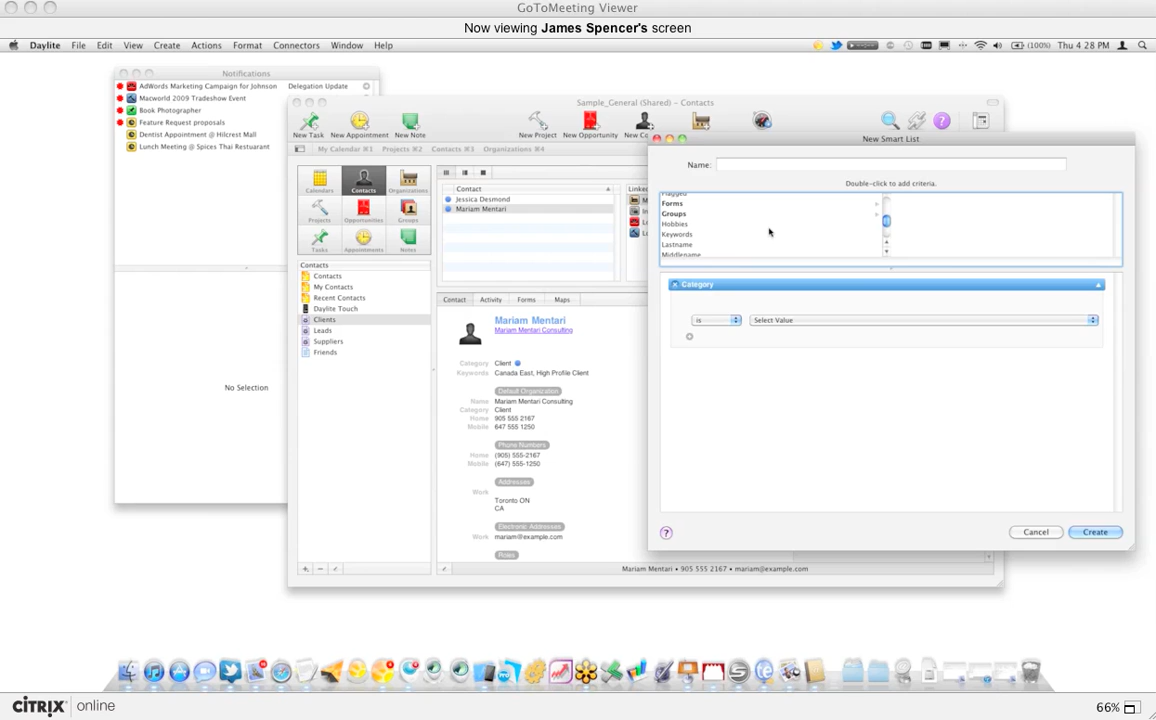 GoToMeeting Viewer
Now viewing James Spencer's screen
Daylite File Edit View Create Actions Format Connectors Window Help
(100%) Thu 4:28 PM
Notifications
AdWords Marketing Campaign for Johnson Delegation Update
Macworld 2009 Tradeshow Event
Book Photographer
Feature Request proposals
Dentist Appointment @ Hilcrest Mall
Lunch Meeting @ Spices Thai Restuarant
No Selection
Sample_General (Shared) – Contacts
New Task New Appointment New Note New Project New Opportunity New Co
My Calendar ⌘1 Projects ⌘2 Contacts ⌘3 Organizations ⌘4
Calendars Contacts Organizations
Projects Opportunities Groups
Tasks Appointments Notes
Contacts
Contacts
My Contacts
Recent Contacts
Daylite Touch
Clients
Leads
Suppliers
Friends
Contact
Jessica Desmond
Mariam Mentari
Linked
Contact Activity Forms Maps
Mariam Mentari
Mariam Mentari Consulting
Category Client
Keywords Canada East, High Profile Client
Default Organization
Name Mariam Mentari Consulting
Category Client
Home 905 555 2167
Mobile 647 555 1250
Phone Numbers
Home (905) 555-2167
Mobile (647) 555-1250
Addresses
Work
Toronto ON
CA
Electronic Addresses
Work mariam@example.com
Roles
Mariam Mentari • 905 555 2167 • mariam@example.com
New Smart List
Name:
Double-click to add criteria.
Flagged
Forms
Groups
Hobbies
Keywords
Lastname
Middlename
Category
is Select Value
? Cancel Create
CITRIX online
66%